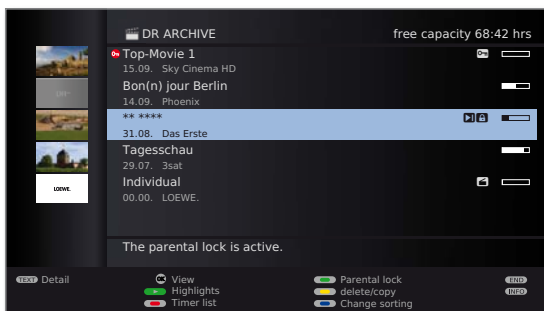 DR ARCHIVE free capacity 68:42 hrs
Top-Movie 1
15.09. Sky Cinema HD
Bon(n) jour Berlin
14.09. Phoenix
** ****
31.08. Das Erste
Tagesschau
29.07. 3sat
Individual
00.00. LOEWE.
LOEWE.
The parental lock is active.
TEXT Detail OK View Parental lock END
Highlights delete/copy INFO
Timer list Change sorting